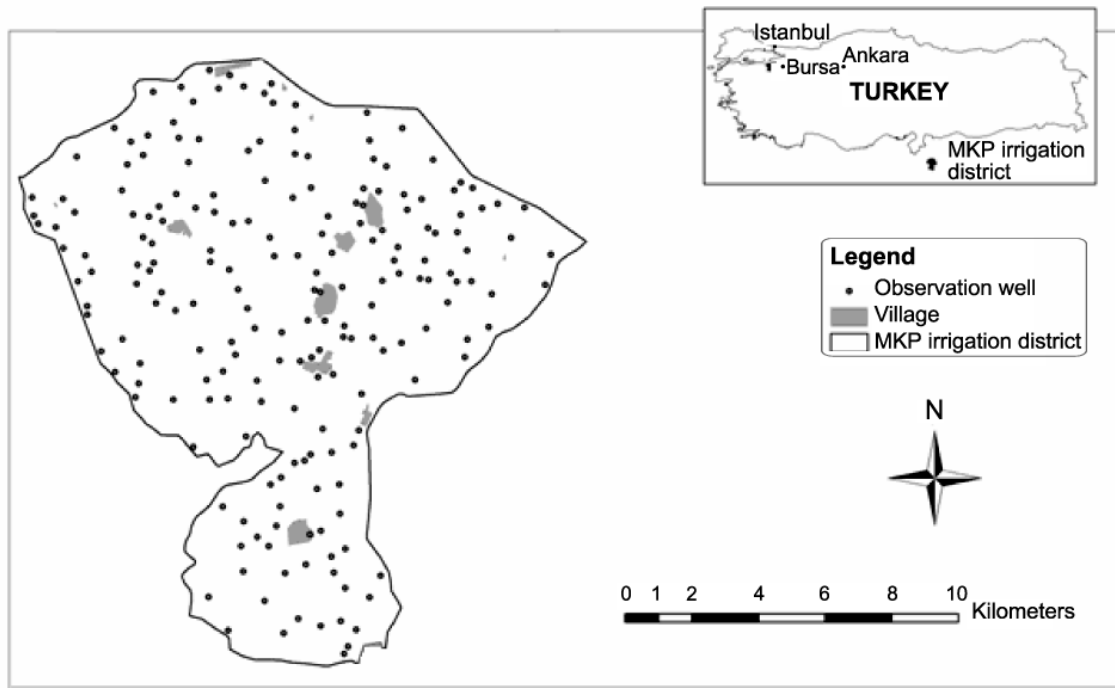 Istanbul
Bursa
Ankara
TURKEY
MKP irrigation
district
Legend
Observation well
Village
MKP irrigation district
N
0 1 2 4 6 8 10
Kilometers